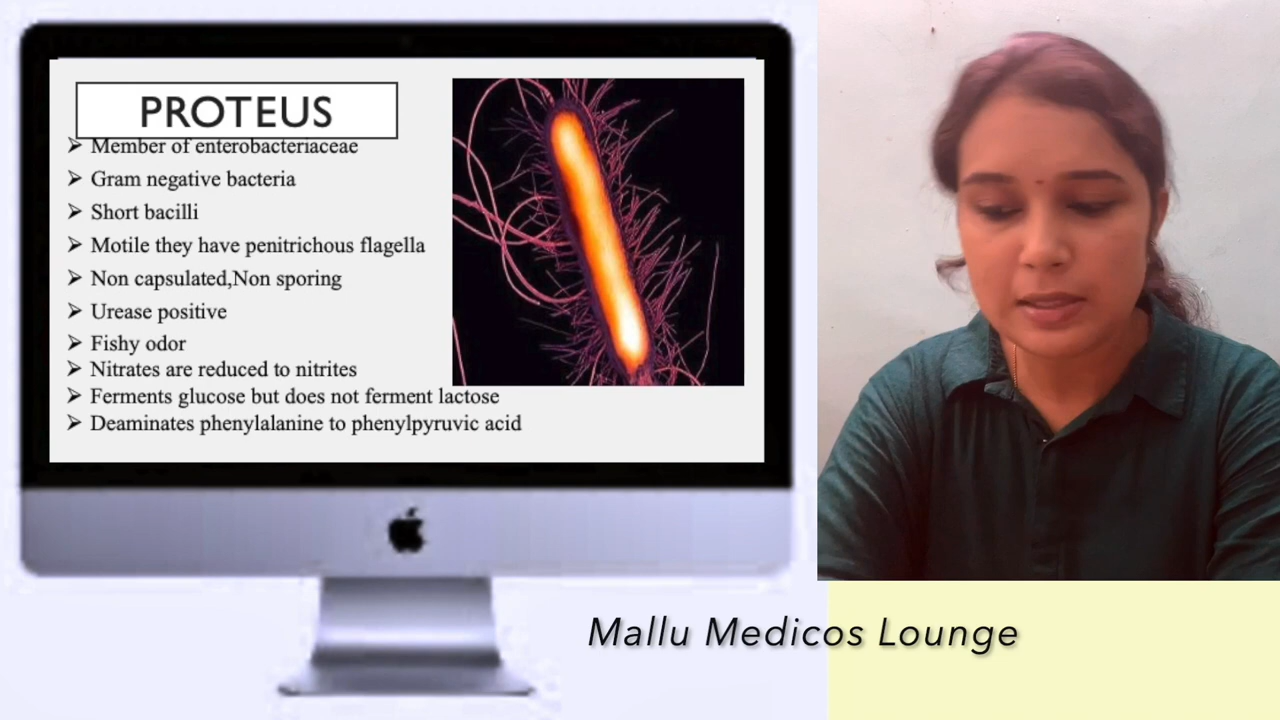 PROTEUS
➤ Member of enterobacteriaceae
➤ Gram negative bacteria
➤ Short bacilli
➤ Motile they have penitrichous flagella
➤ Non capsulated,Non sporing
➤ Urease positive
➤ Fishy odor
➤ Nitrates are reduced to nitrites
➤ Ferments glucose but does not ferment lactose
➤ Deaminates phenylalanine to phenylpyruvic acid
Mallu Medicos Lounge